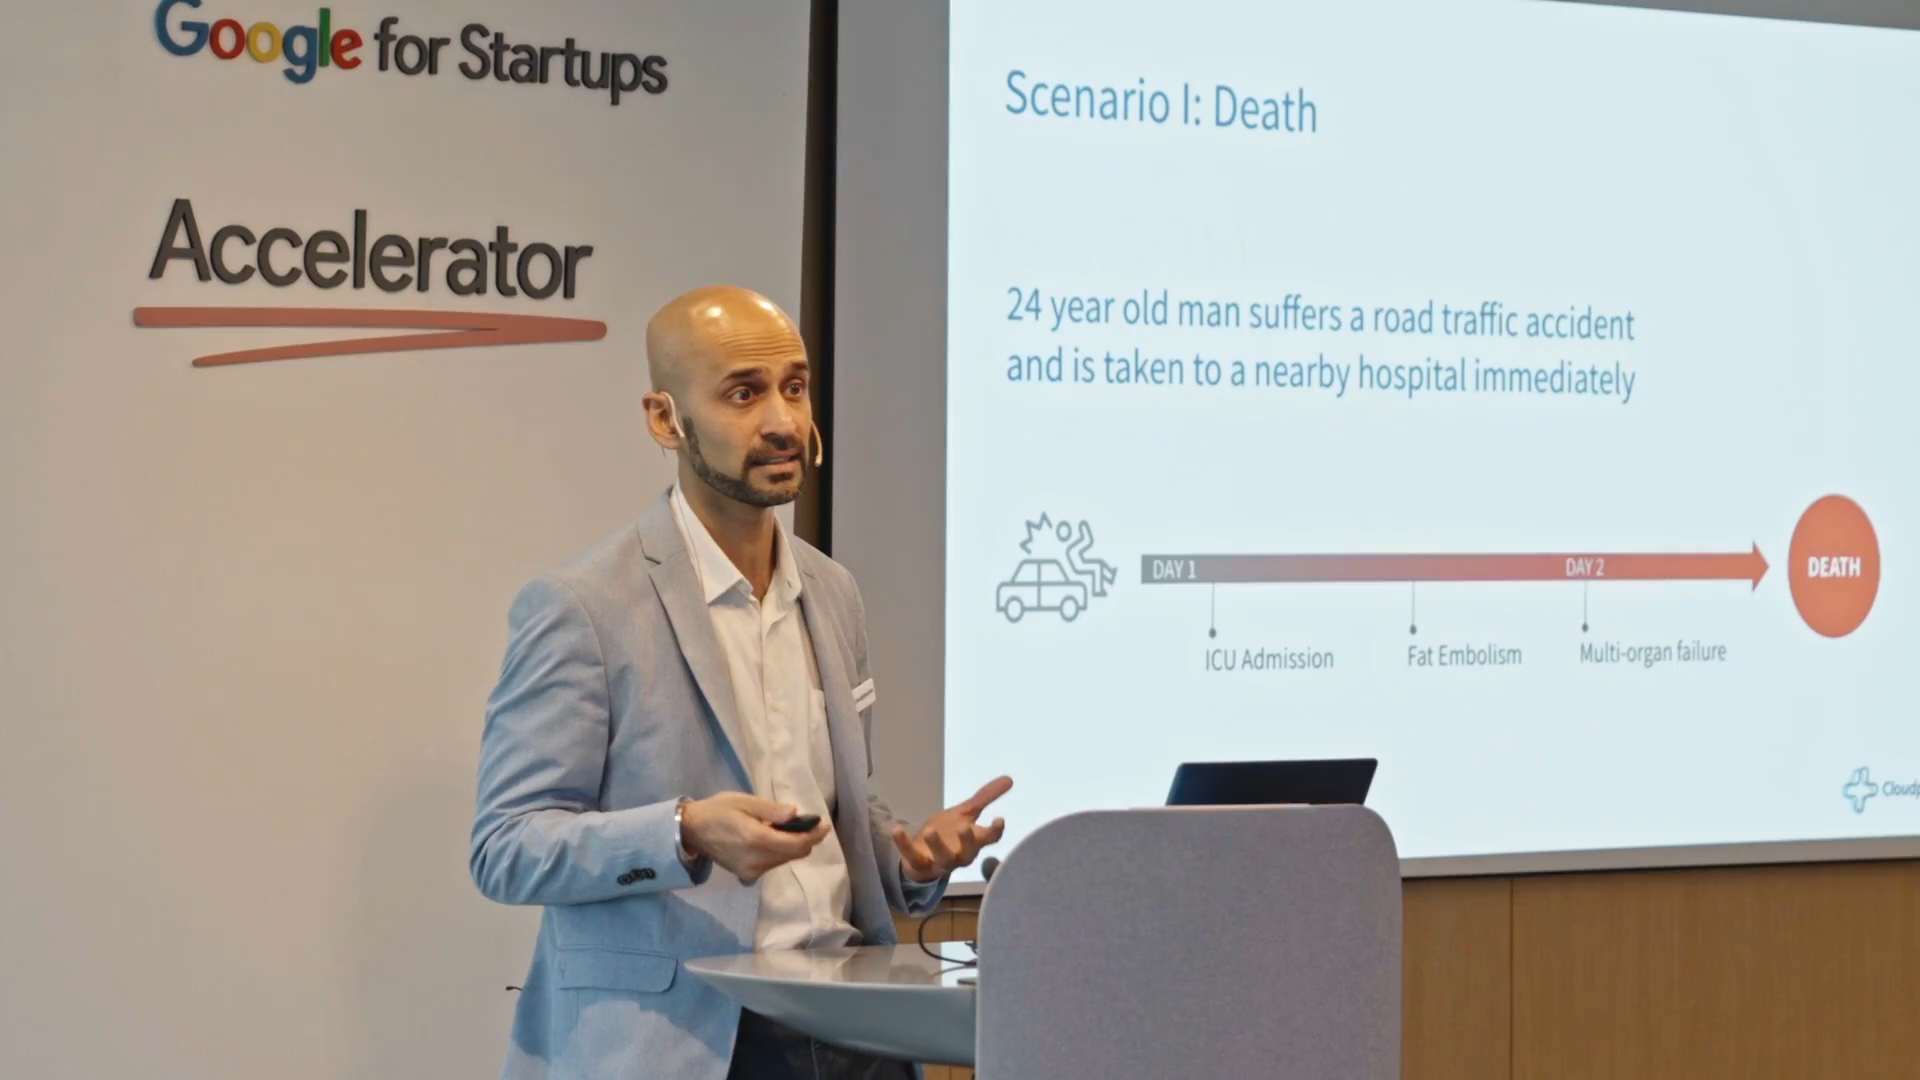 Google for Startups
Accelerator
Scenario I: Death
24 year old man suffers a road traffic accident
and is taken to a nearby hospital immediately
DAY 1
DAY 2
DEATH
ICU Admission
Fat Embolism
Multi-organ failure